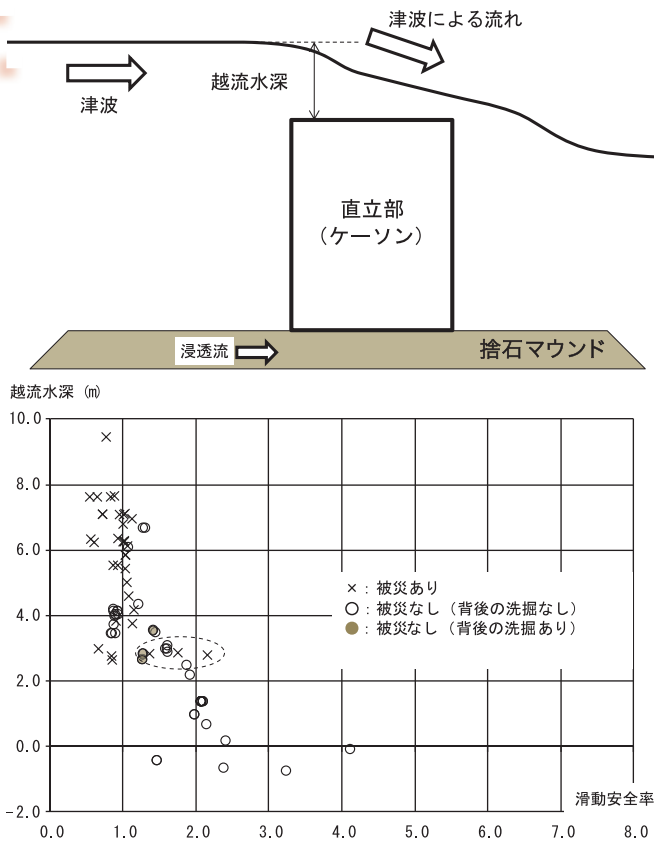 津波による流れ
越流水深
津波
直立部
（ケーソン）
浸透流
捨石マウンド
越流水深 (m)
10.0
8.0
6.0
4.0
2.0
0.0
-2.0
×：被災あり
○：被災なし（背後の洗掘なし）
●：被災なし（背後の洗掘あり）
滑動安全率
0.0 1.0 2.0 3.0 4.0 5.0 6.0 7.0 8.0